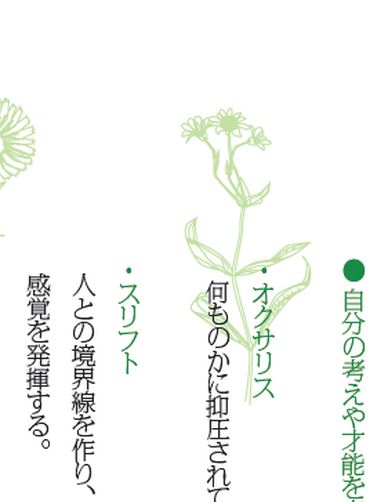 ●自分の考えや才能を
・オクサリス
何ものかに抑圧されて
・スリフト
人との境界線を作り、
感覚を発揮する。